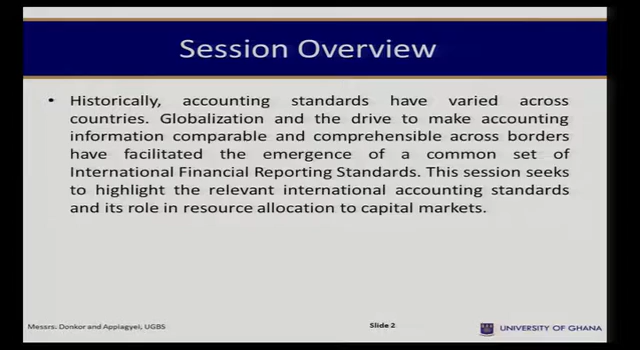 Session Overview
• Historically, accounting standards have varied across
countries. Globalization and the drive to make accounting
information comparable and comprehensible across borders
have facilitated the emergence of a common set of
International Financial Reporting Standards. This session seeks
to highlight the relevant international accounting standards
and its role in resource allocation to capital markets.
Messrs. Donkor and Appiagyei, UGBS
Slide 2
UNIVERSITY OF GHANA